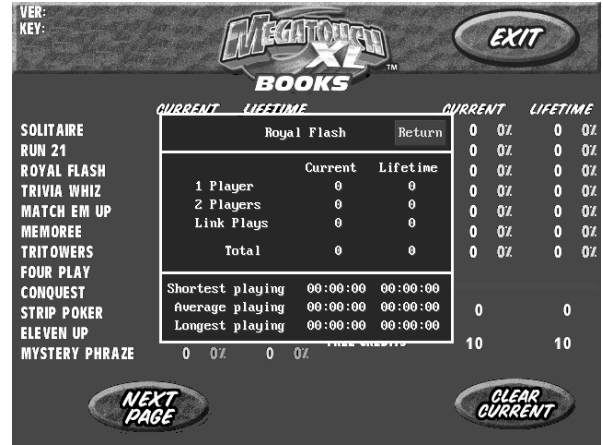 VER:
KEY:
MEGATOUCH
XL
TM
BOOKS
EXIT
CURRENT LIFETIME CURRENT LIFETIME
SOLITAIRE 0 0% 0 0%
RUN 21 0 0% 0 0%
ROYAL FLASH 0 0% 0 0%
TRIVIA WHIZ 0 0% 0 0%
MATCH EM UP 0 0% 0 0%
MEMOREE 0 0% 0 0%
TRITOWERS 0 0% 0 0%
FOUR PLAY
CONQUEST
STRIP POKER 0 0
ELEVEN UP
CREDITS 10 10
MYSTERY PHRAZE 0 0% 0 0%
Royal Flash Return
Current Lifetime
1 Player 0 0
2 Players 0 0
Link Plays 0 0
Total 0 0
Shortest playing 00:00:00 00:00:00
Average playing 00:00:00 00:00:00
Longest playing 00:00:00 00:00:00
NEXT
PAGE
CLEAR
CURRENT